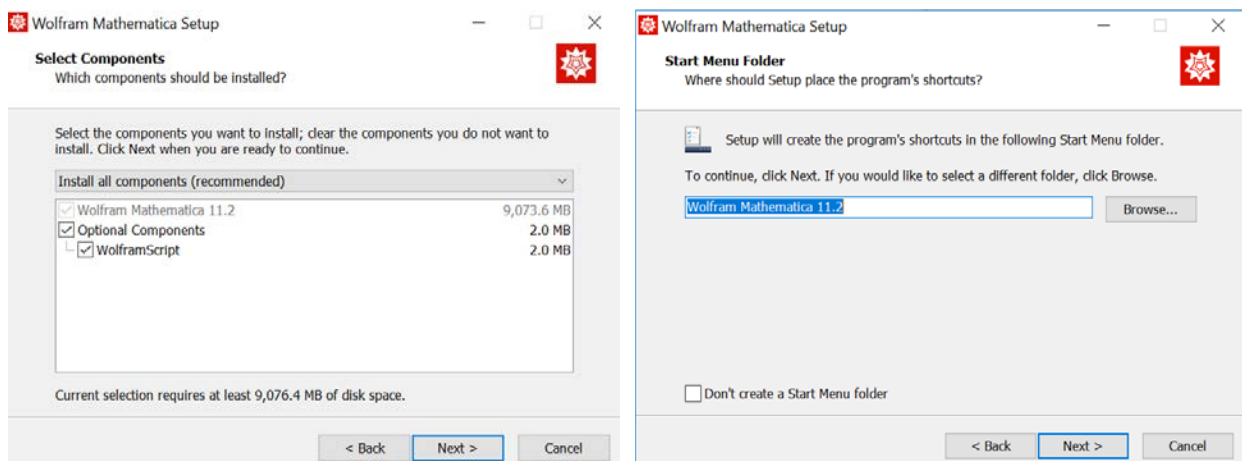 Wolfram Mathematica Setup
Select Components
Which components should be installed?
Select the components you want to install; clear the components you do not want to
install. Click Next when you are ready to continue.
Install all components (recommended)
Wolfram Mathematica 11.2 9,073.6 MB
Optional Components 2.0 MB
WolframScript 2.0 MB
Current selection requires at least 9,076.4 MB of disk space.
< Back Next > Cancel
Wolfram Mathematica Setup
Start Menu Folder
Where should Setup place the program's shortcuts?
Setup will create the program's shortcuts in the following Start Menu folder.
To continue, click Next. If you would like to select a different folder, click Browse.
Wolfram Mathematica 11.2 Browse...
Don't create a Start Menu folder
< Back Next > Cancel